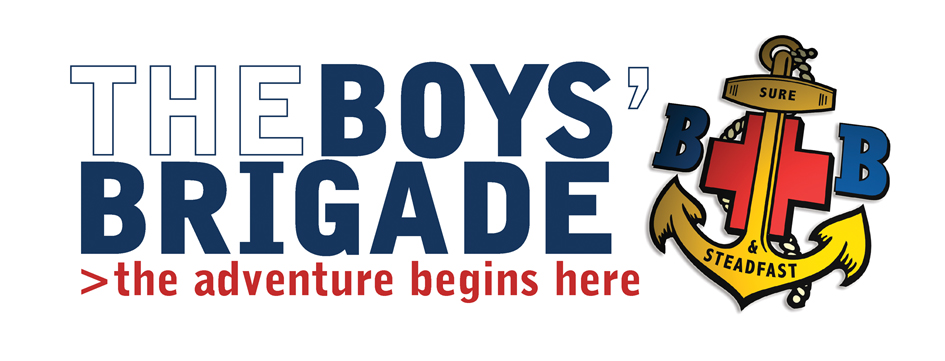 THE BOYS'
BRIGADE
>the adventure begins here
SURE
B B
&
STEADFAST